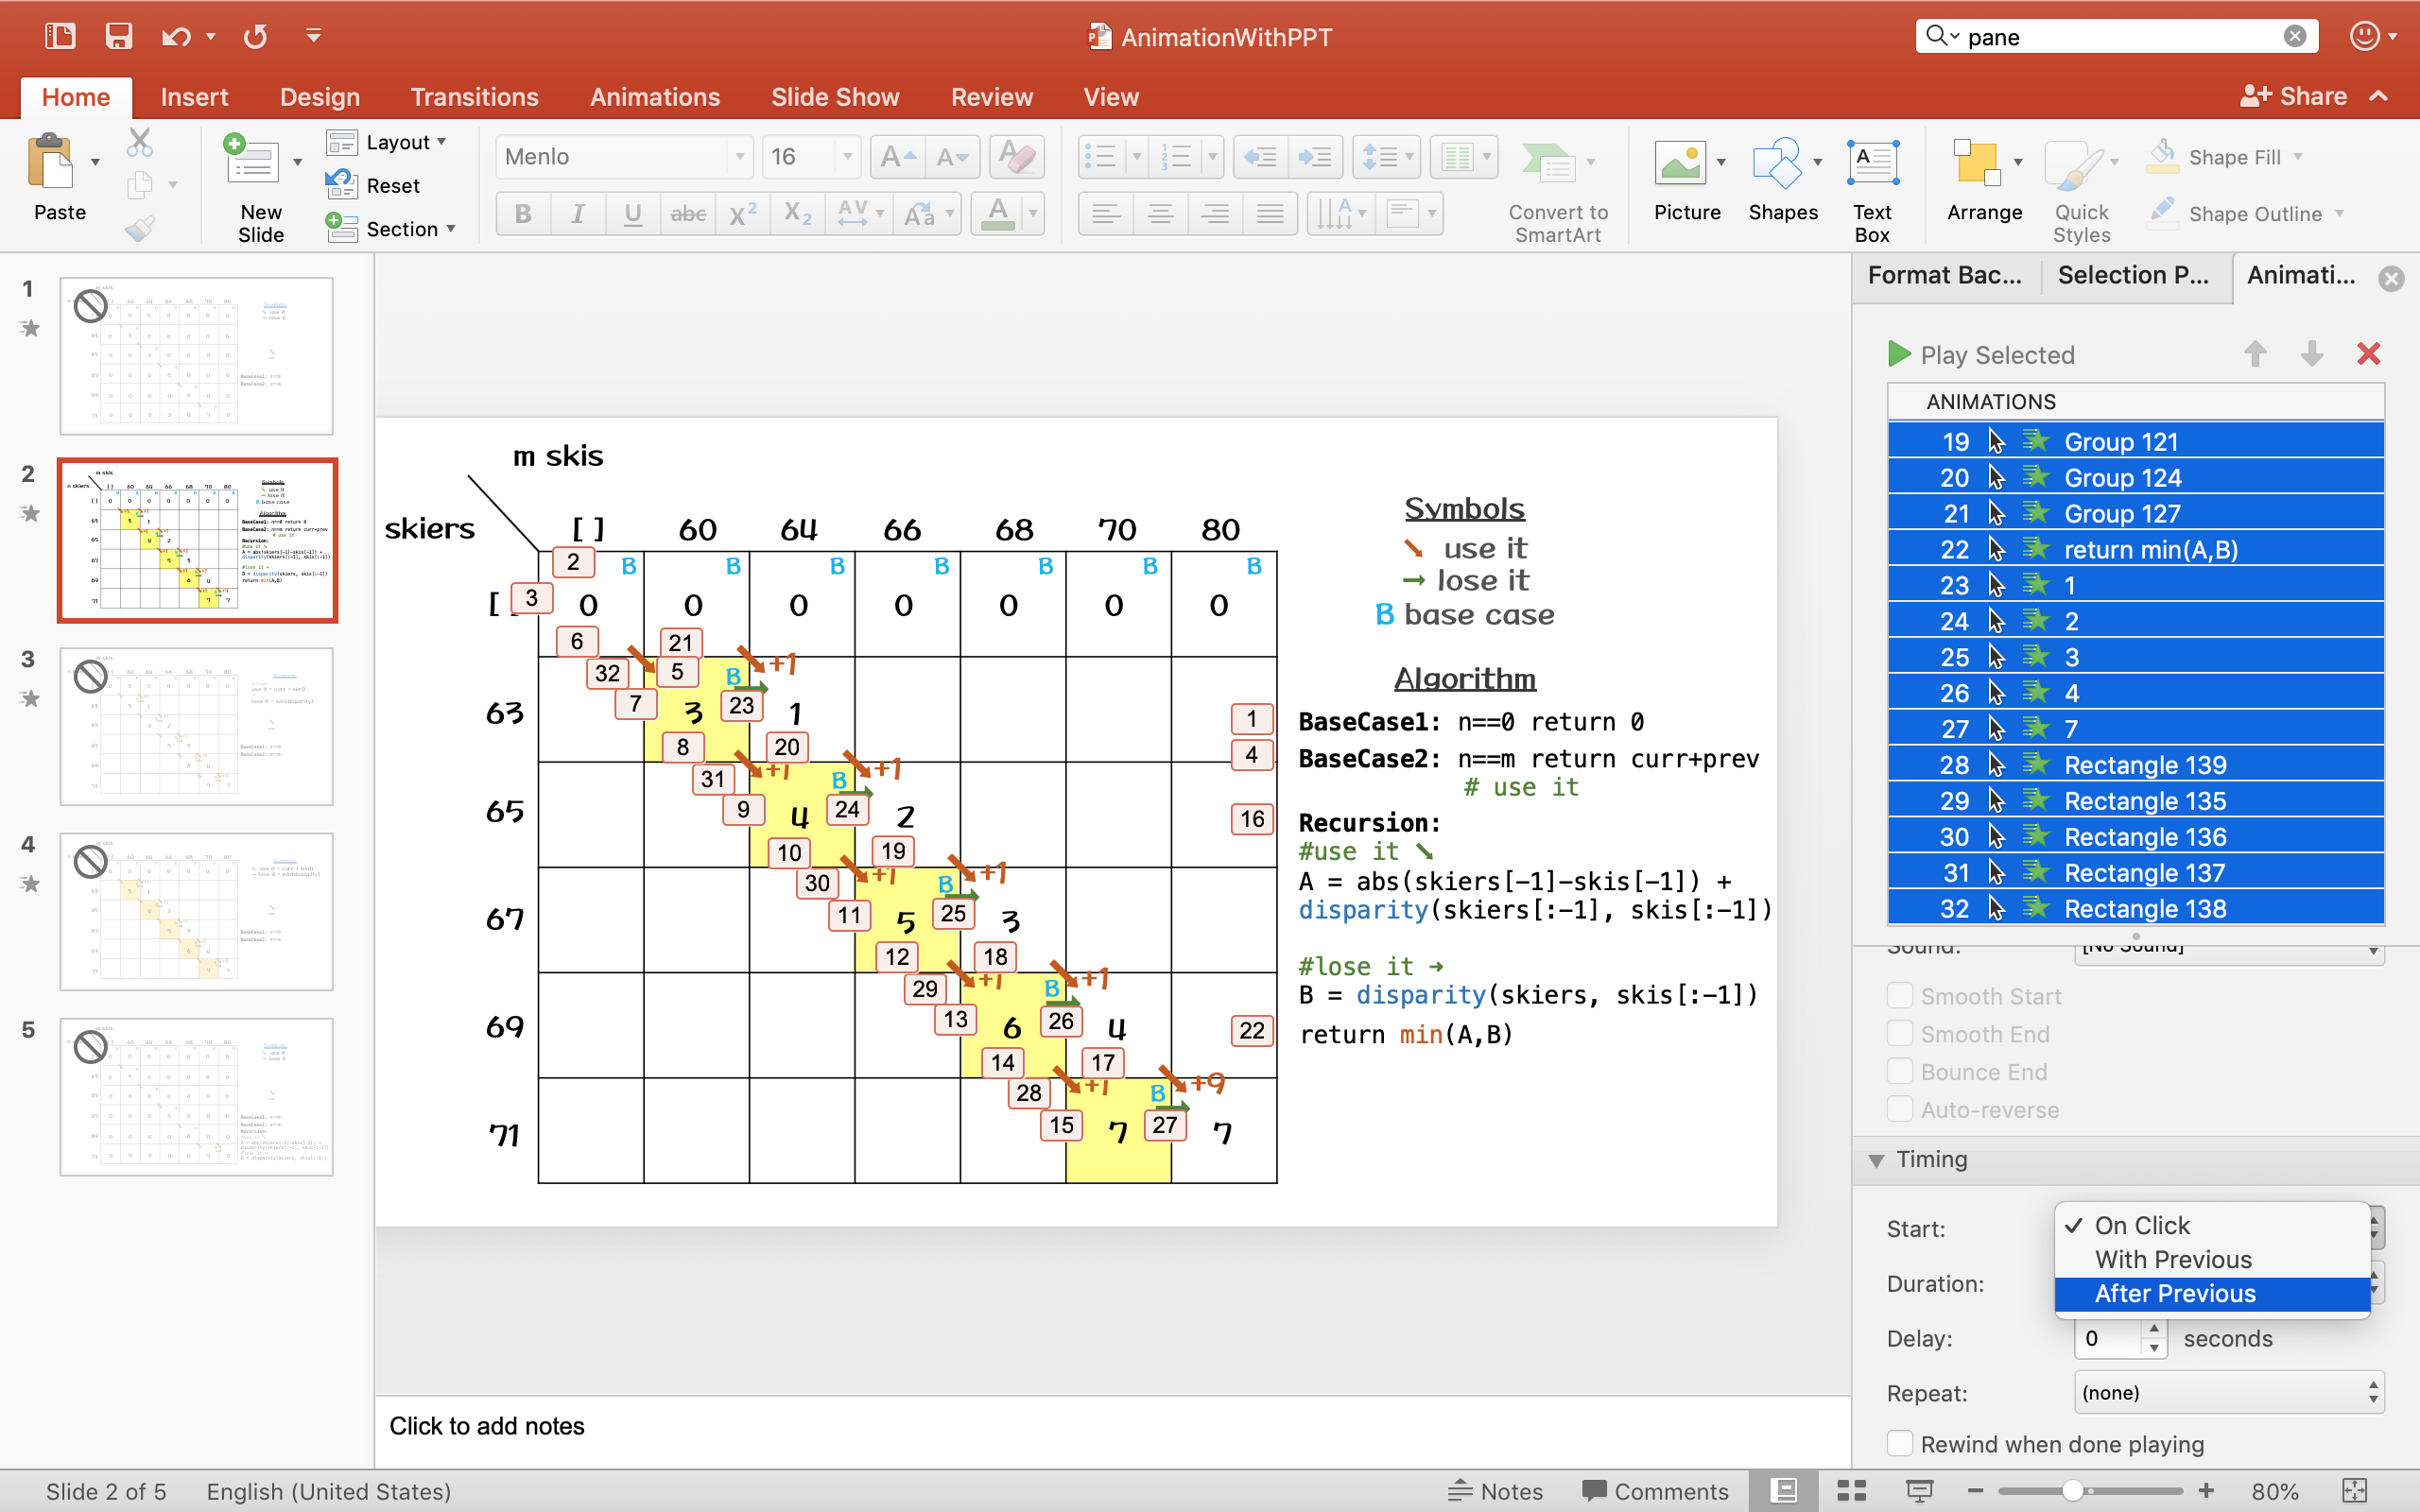 AnimationWithPPT
pane
Home Insert Design Transitions Animations Slide Show Review View
Share
Paste
New Slide
Layout
Reset
Section
Menlo 16
B I U abc X² X₂ AV Aa A
Convert to SmartArt
Picture
Shapes
Text Box
Arrange
Quick Styles
Shape Fill
Shape Outline
1
2
3
4
5
m skis
skiers [ ] 60 64 66 68 70 80
2 B B B B B B B
[ 3 0 0 0 0 0 0 0
6 21
32 5 B +1
63 7 3 23 1
8 20
31 +1 B +1
65 9 4 24 2
10 19
30 +1 B +1
67 11 5 25 3
12 18
29 +1 B +1
69 13 6 26 4
14 17
28 +1 B +9
71 15 7 27 7
Symbols
↘ use it
→ lose it
B base case
Algorithm
1 BaseCase1: n==0 return 0
4 BaseCase2: n==m return curr+prev
# use it
16 Recursion:
#use it ↘
A = abs(skiers[-1]-skis[-1]) +
disparity(skiers[:-1], skis[:-1])
#lose it →
B = disparity(skiers, skis[:-1])
22 return min(A,B)
Click to add notes
Format Bac... Selection P... Animati...
Play Selected
ANIMATIONS
19 Group 121
20 Group 124
21 Group 127
22 return min(A,B)
23 1
24 2
25 3
26 4
27 7
28 Rectangle 139
29 Rectangle 135
30 Rectangle 136
31 Rectangle 137
32 Rectangle 138
Sound: [No Sound]
Smooth Start
Smooth End
Bounce End
Auto-reverse
Timing
Start:
On Click
With Previous
After Previous
Duration:
Delay: 0 seconds
Repeat: (none)
Rewind when done playing
Slide 2 of 5 English (United States) Notes Comments 80%